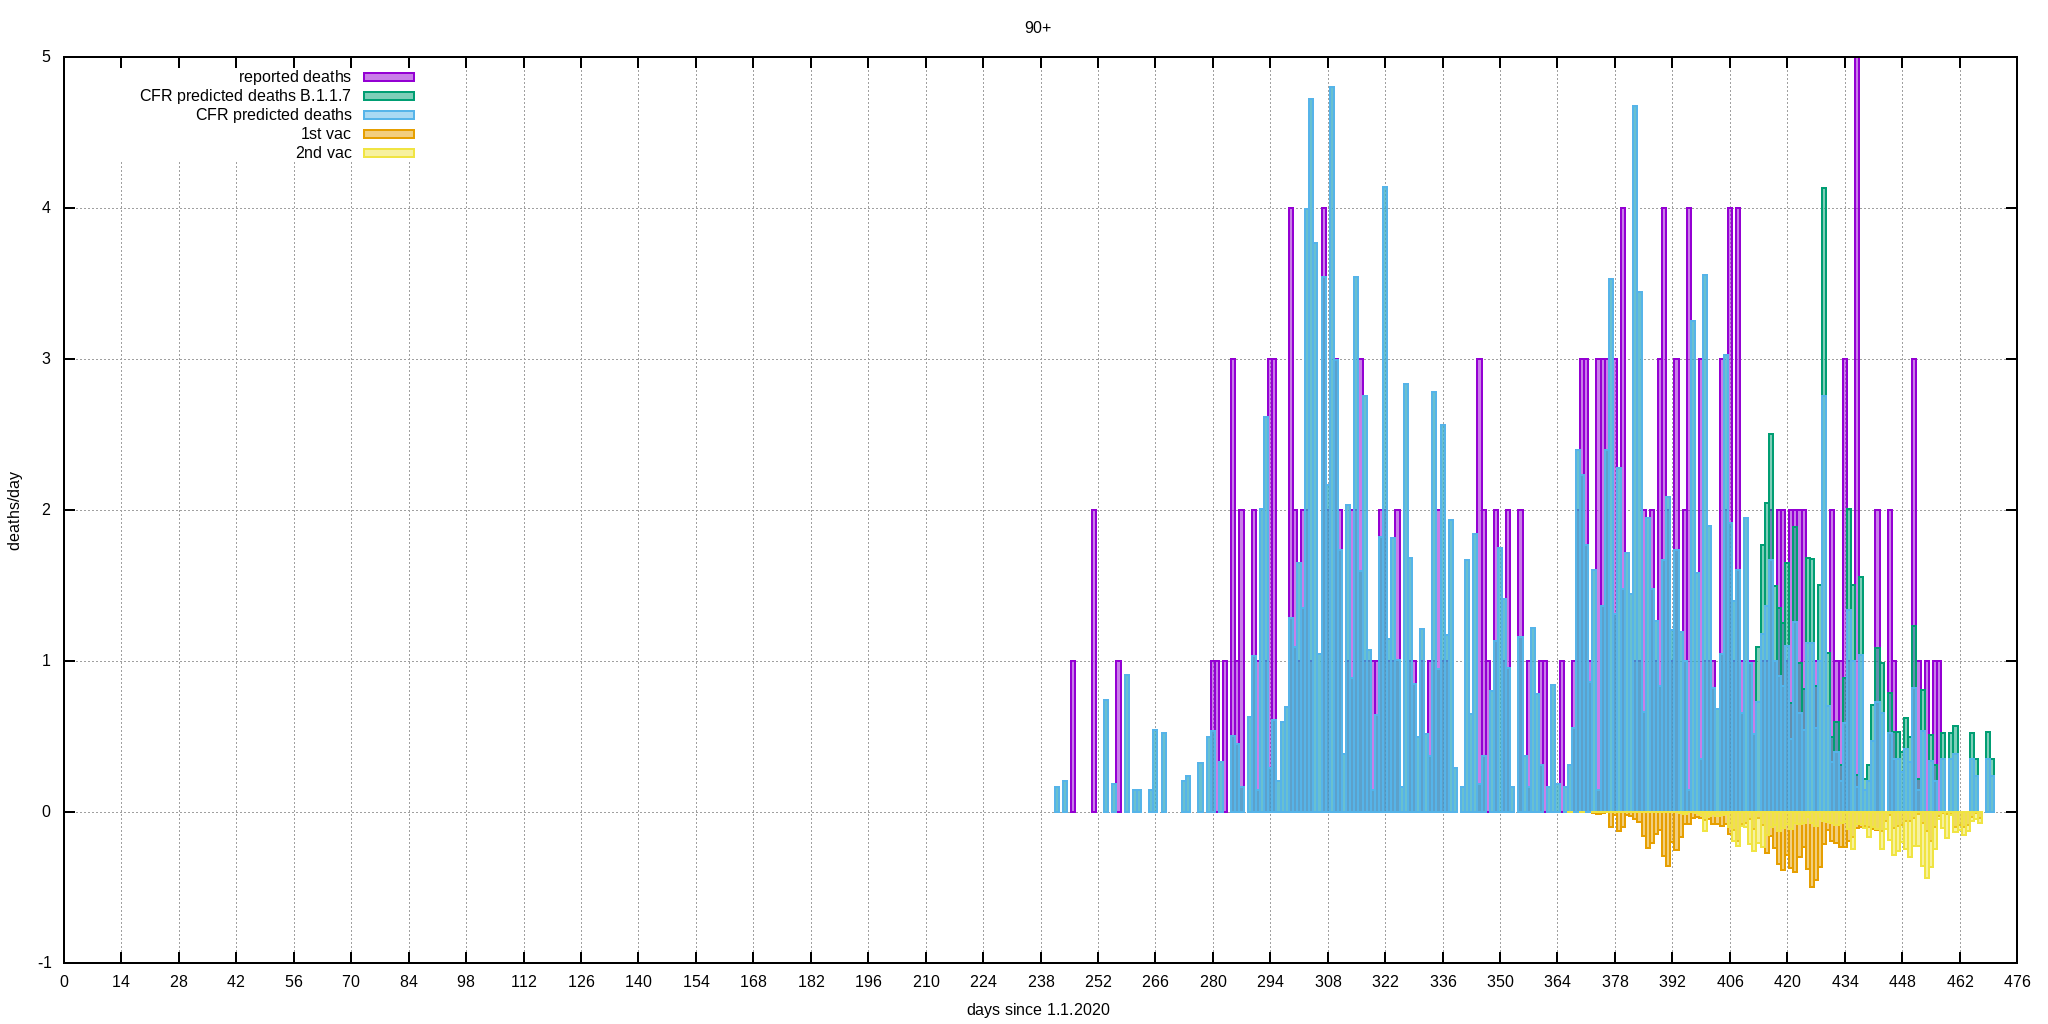 90+
5
4
3
2
1
0
-1
deaths/day
reported deaths
CFR predicted deaths B.1.1.7
CFR predicted deaths
1st vac
2nd vac
0 14 28 42 56 70 84 98 112 126 140 154 168 182 196 210 224 238 252 266 280 294 308 322 336 350 364 378 392 406 420 434 448 462 476
days since 1.1.2020